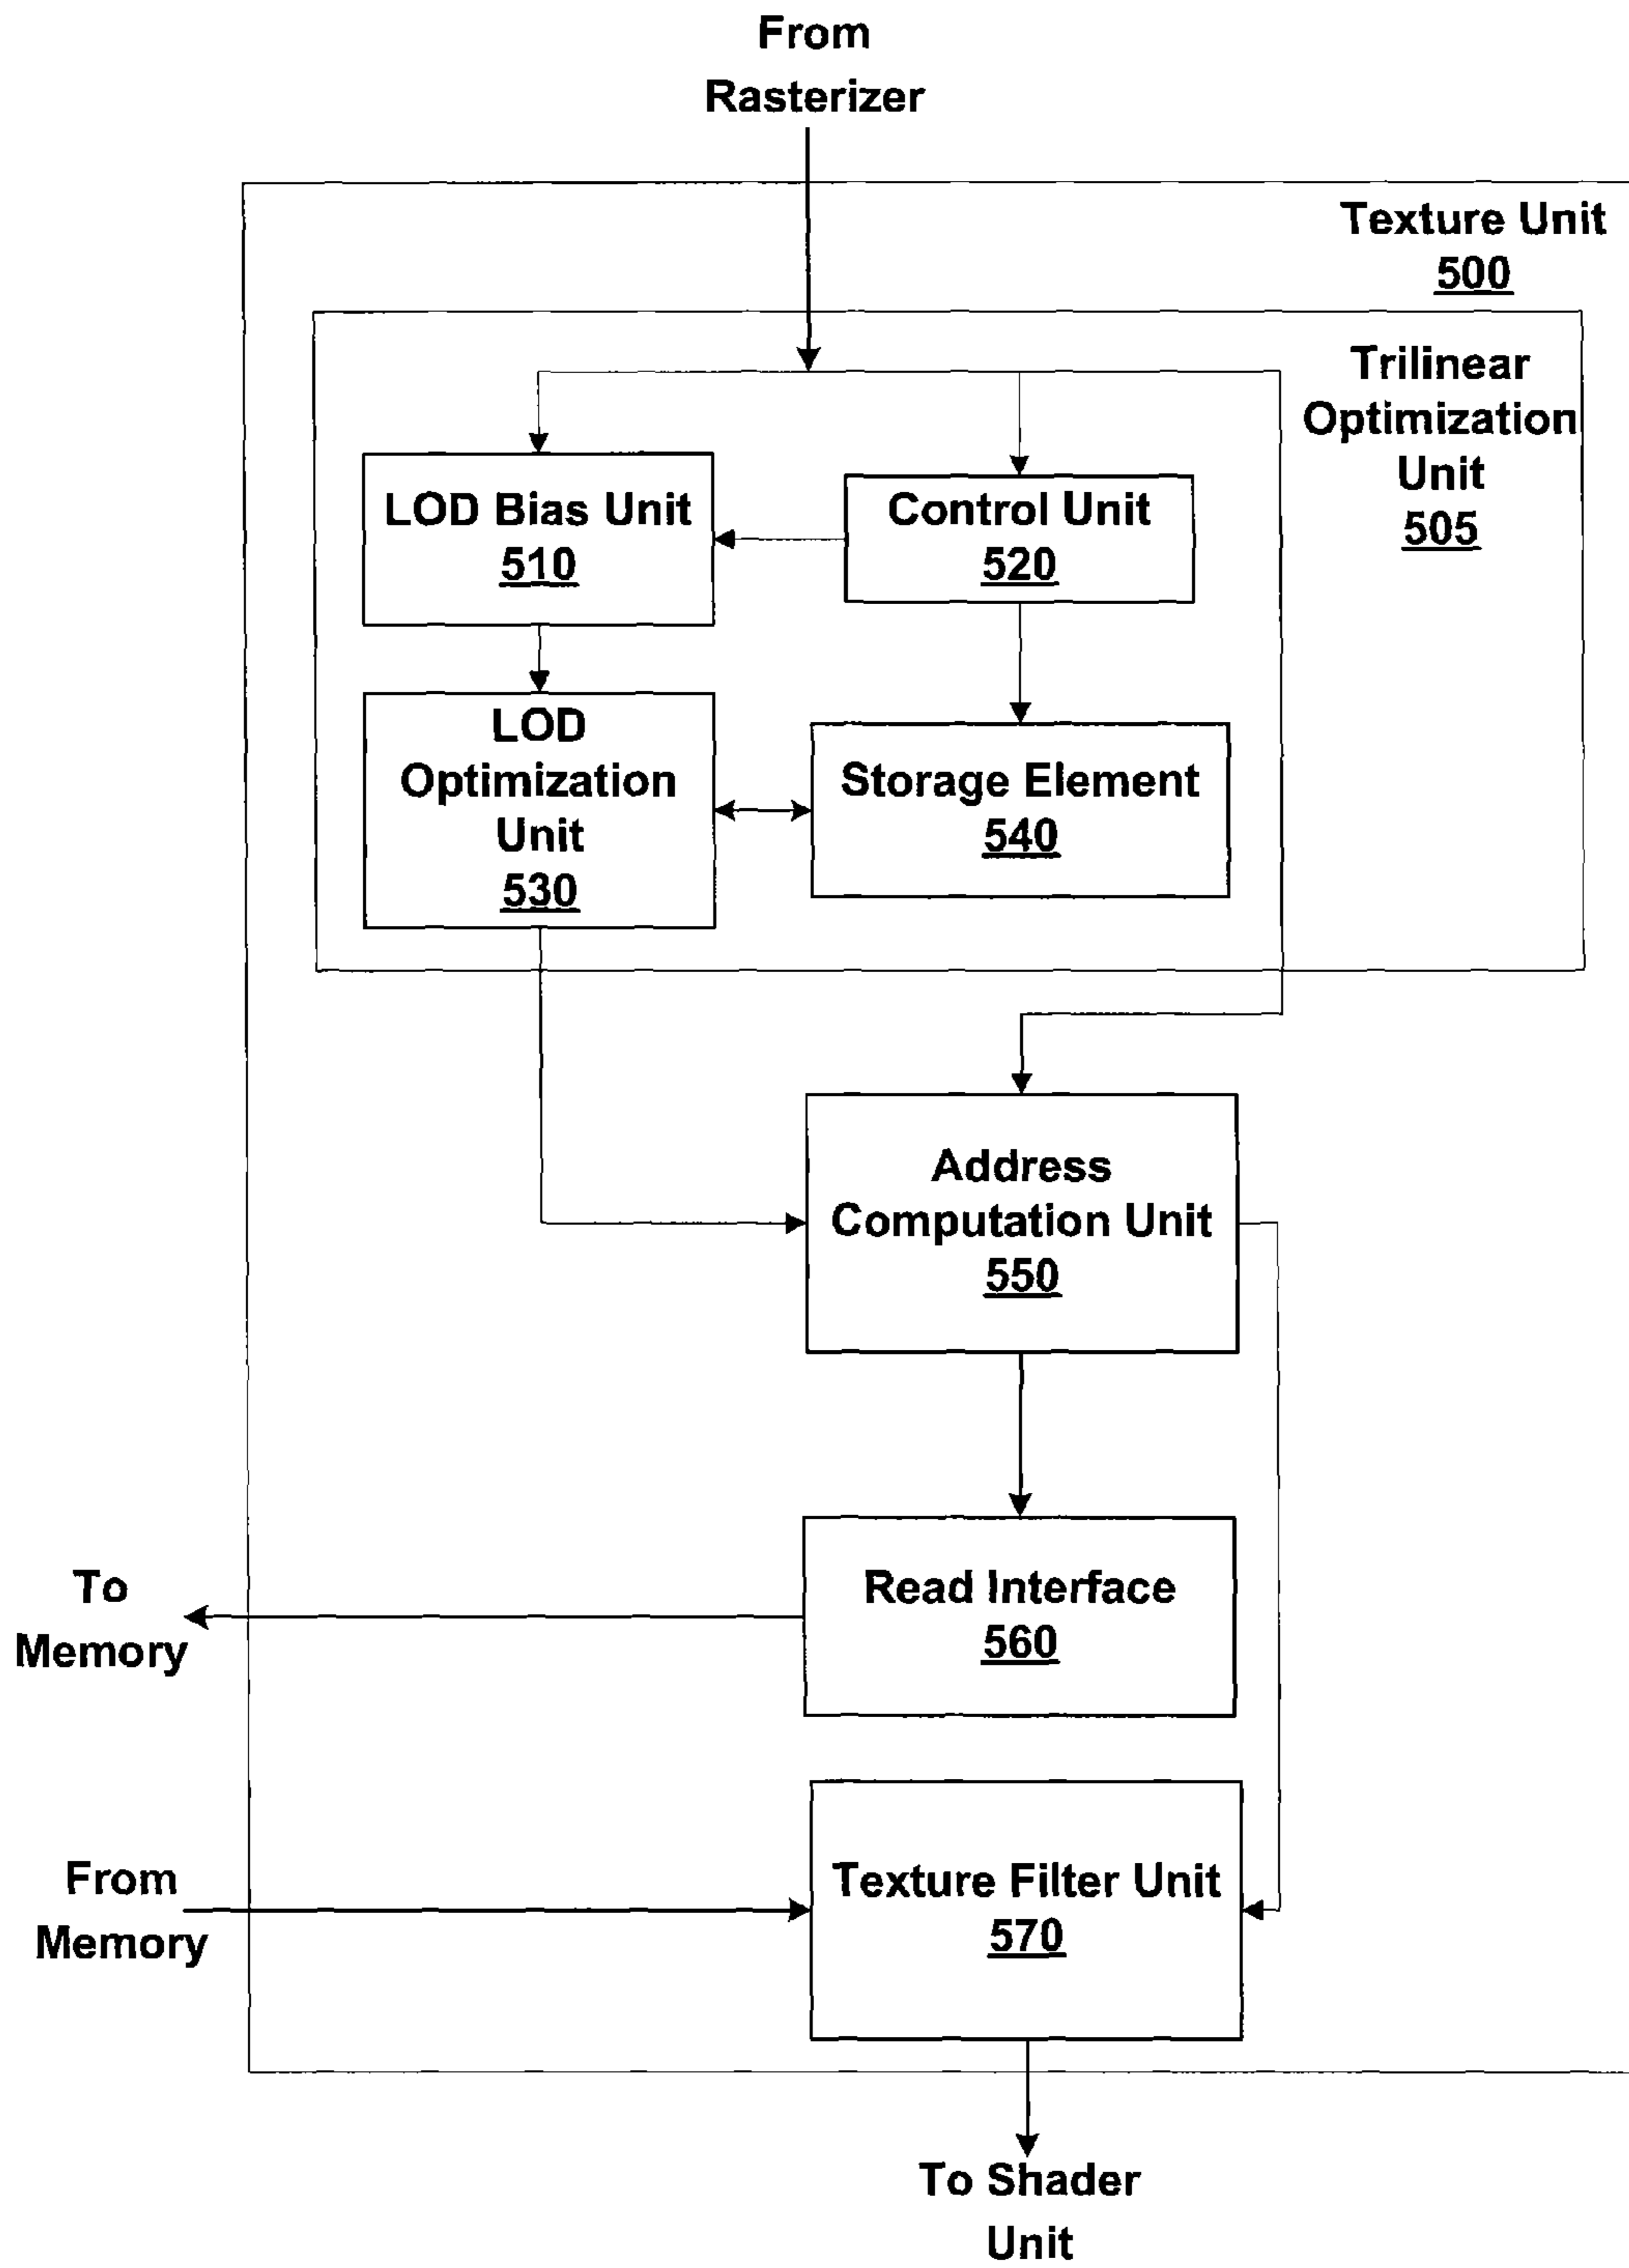 From
Rasterizer
Texture Unit
500
Trilinear
Optimization
Unit
505
LOD Bias Unit
510
Control Unit
520
LOD
Optimization
Unit
530
Storage Element
540
Address
Computation Unit
550
Read Interface
560
To
Memory
Texture Filter Unit
570
From
Memory
To Shader
Unit